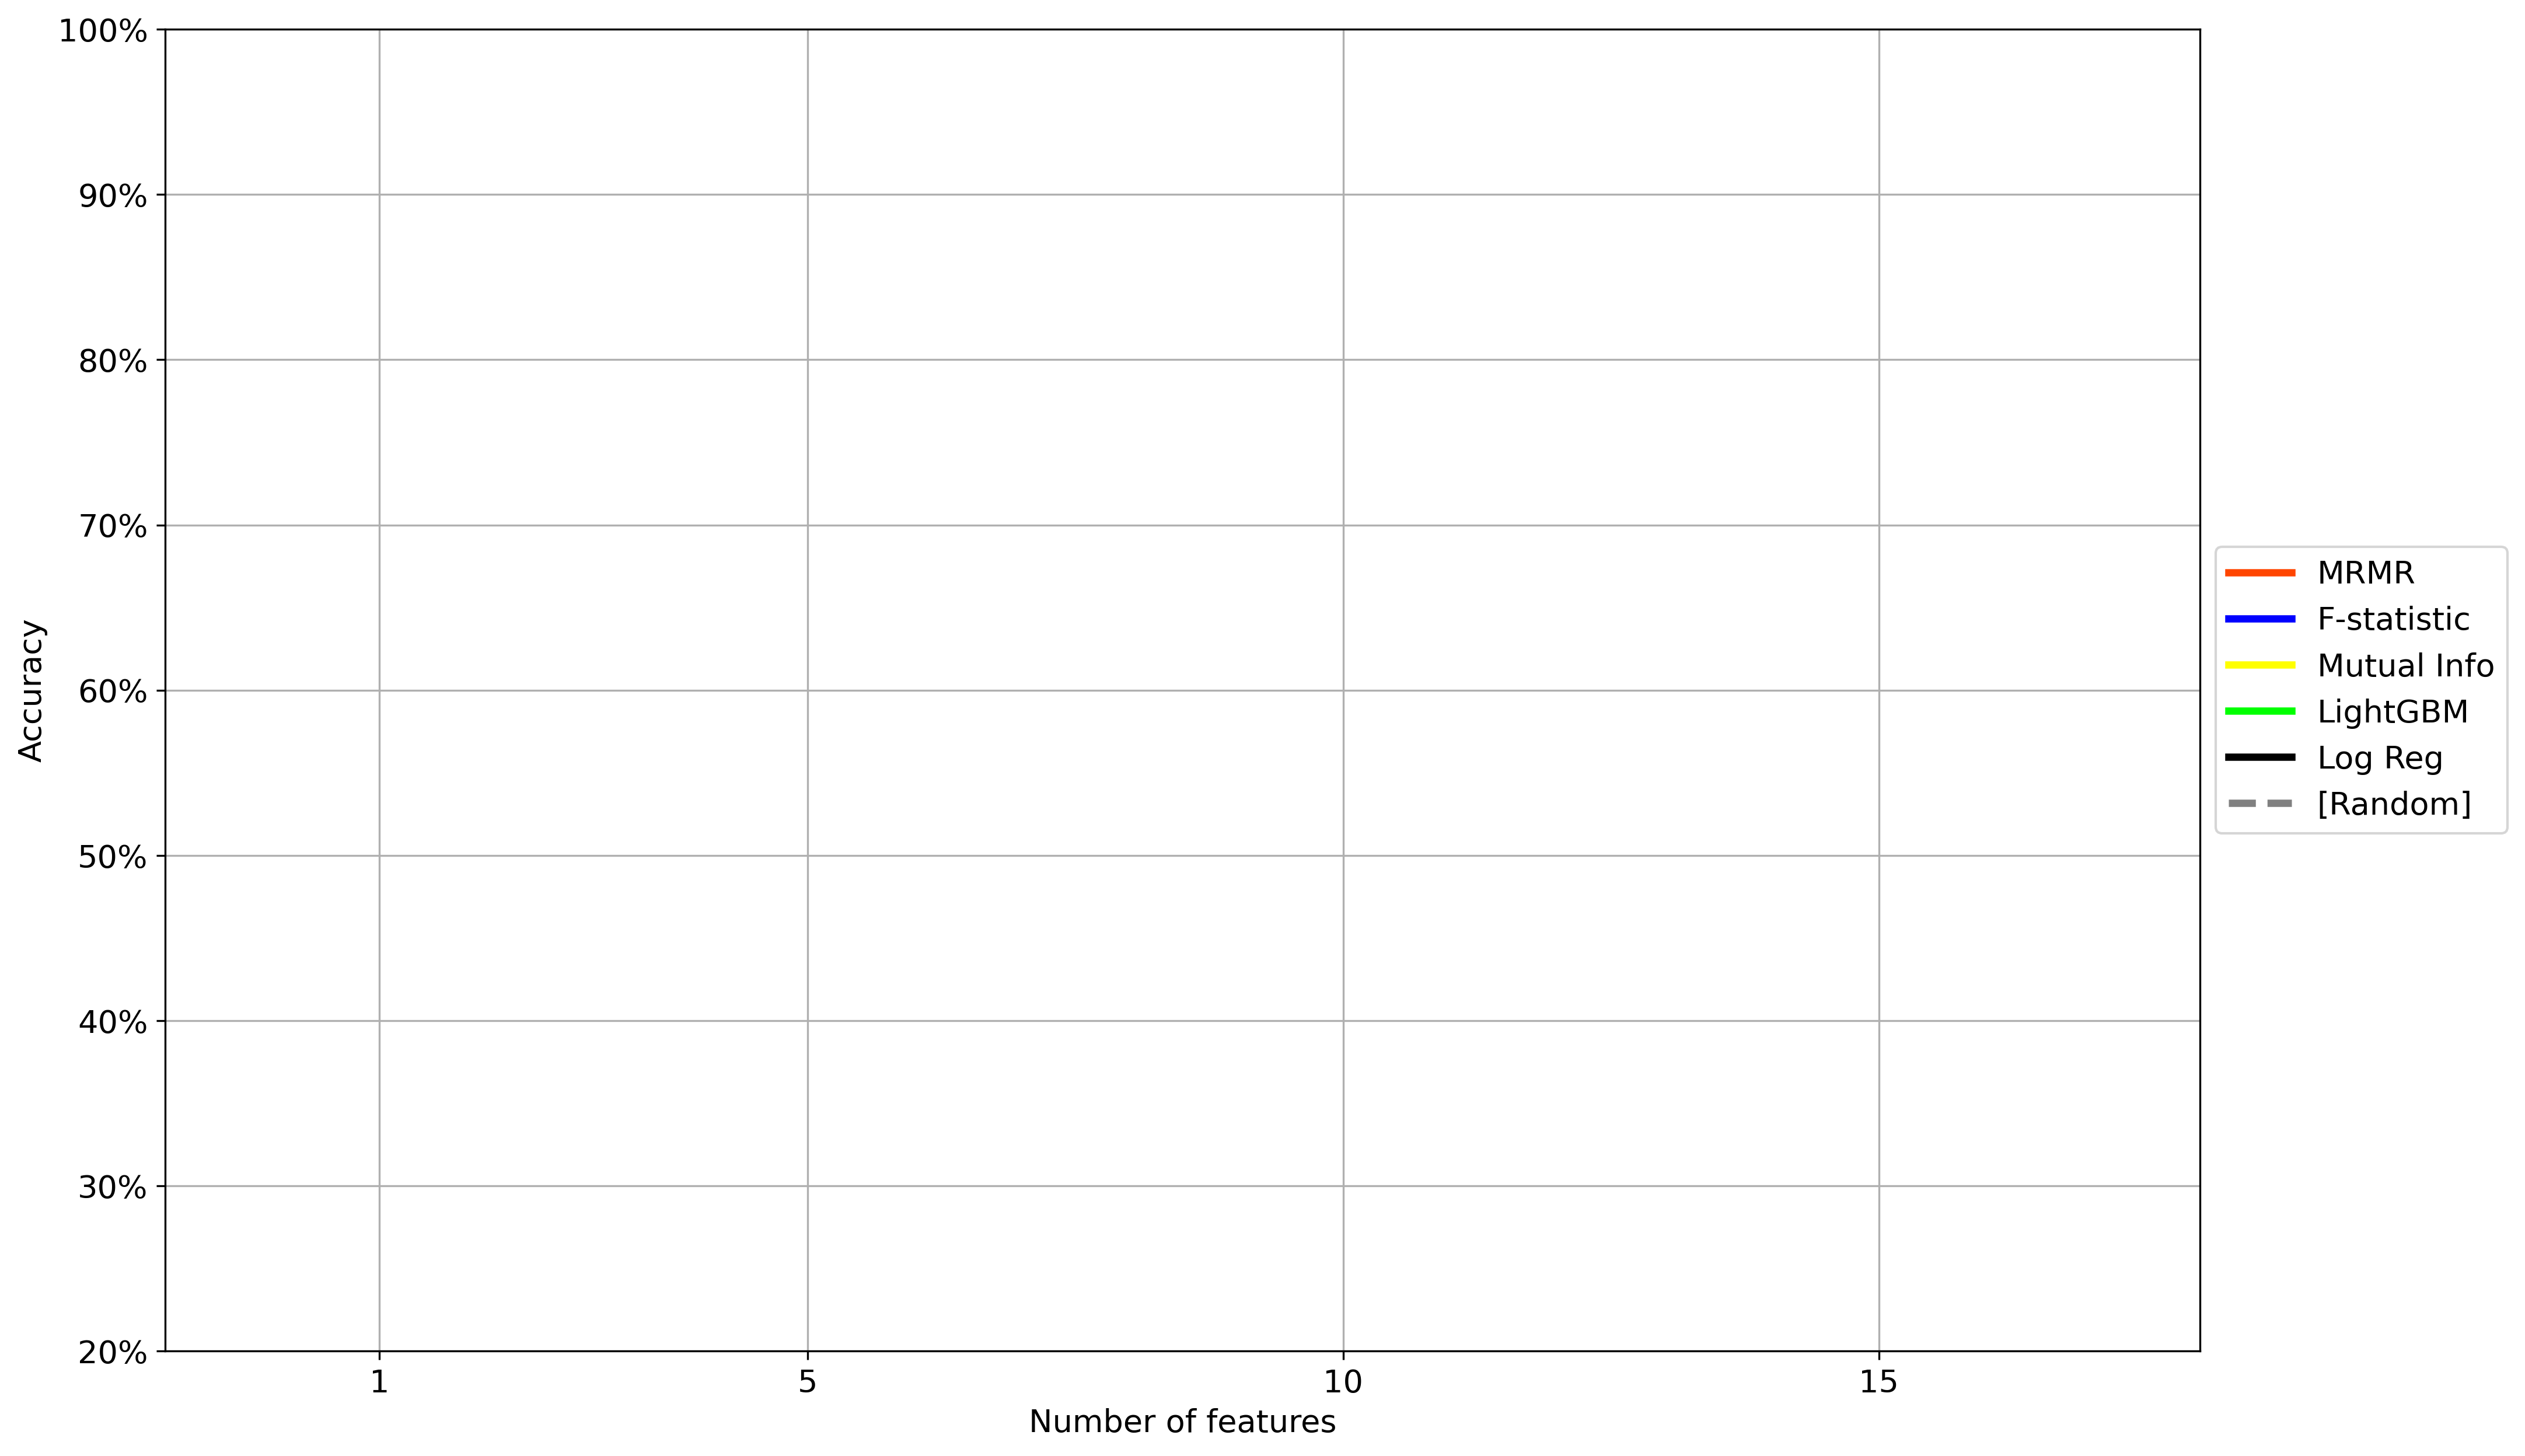 100%
90%
80%
70%
60%
50%
40%
30%
20%
Accuracy
1 5 10 15
Number of features
MRMR
F-statistic
Mutual Info
LightGBM
Log Reg
[Random]